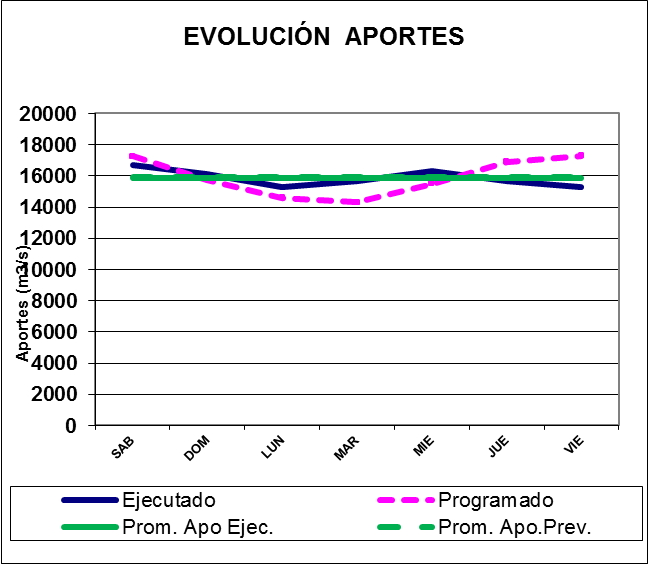 EVOLUCIÓN APORTES
Aportes (m3/s)
20000
18000
16000
14000
12000
10000
8000
6000
4000
2000
0
SAB DOM LUN MAR MIE JUE VIE
Ejecutado Programado
Prom. Apo Ejec. Prom. Apo.Prev.